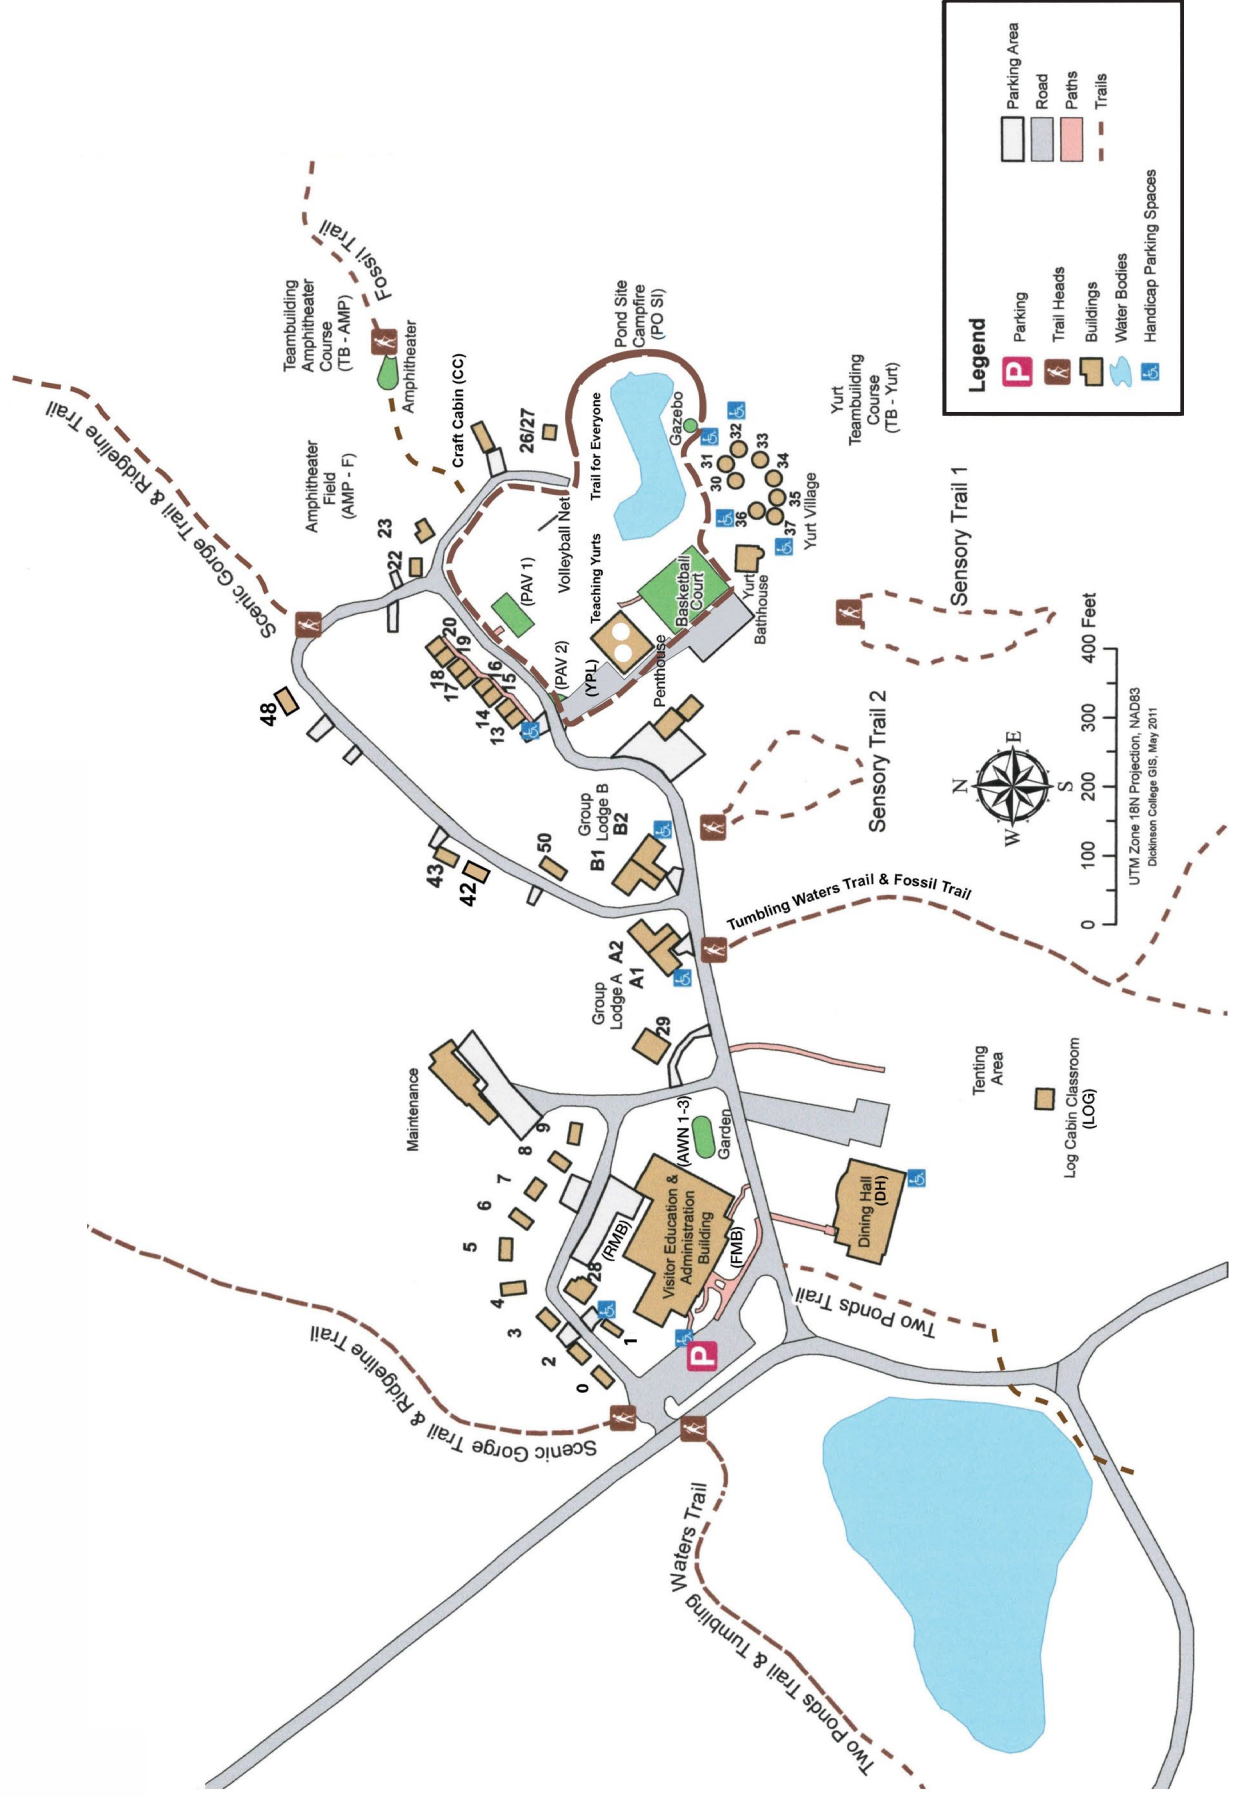 Scenic Gorge Trail & Ridgeline Trail
Scenic Gorge Trail & Ridgeline Trail
Teambuilding
Amphitheater
Course
(TB - AMP)
Fossil Trail
Amphitheater
Amphitheater
Field
(AMP - F)
Craft Cabin (CC)
26/27
23
22
48
Volleyball Net
Trail for Everyone
Pond Site
Campfire
(PO SI)
Gazebo
(PAV 1)
Teaching Yurts
(PAV 2)
(YPL)
Penthouse
Basketball
Court
Yurt
Bathhouse
30
31
32
33
34
35
36
37
Yurt Village
Yurt
Teambuilding
Course
(TB - Yurt)
20
19
18
17
16
15
14
13
43
42
50
Group
Lodge B
B1
B2
Group
Lodge A
A1
A2
29
Maintenance
9
8
7
6
5
4
3
2
0
1
28
(RMB)
Visitor Education &
Administration
Building
(FMB)
(AWN 1-3)
Garden
P
Dining Hall
(DH)
Two Ponds Trail
Two Ponds Trail & Tumbling Waters Trail
Tumbling Waters Trail & Fossil Trail
Sensory Trail 1
Sensory Trail 2
Tenting
Area
Log Cabin Classroom
(LOG)
N
E
S
W
0 100 200 300 400 Feet
UTM Zone 18N Projection, NAD83
Dickinson College GIS, May 2011
Legend
P Parking
Trail Heads
Buildings
Water Bodies
Handicap Parking Spaces
Parking Area
Road
Paths
Trails